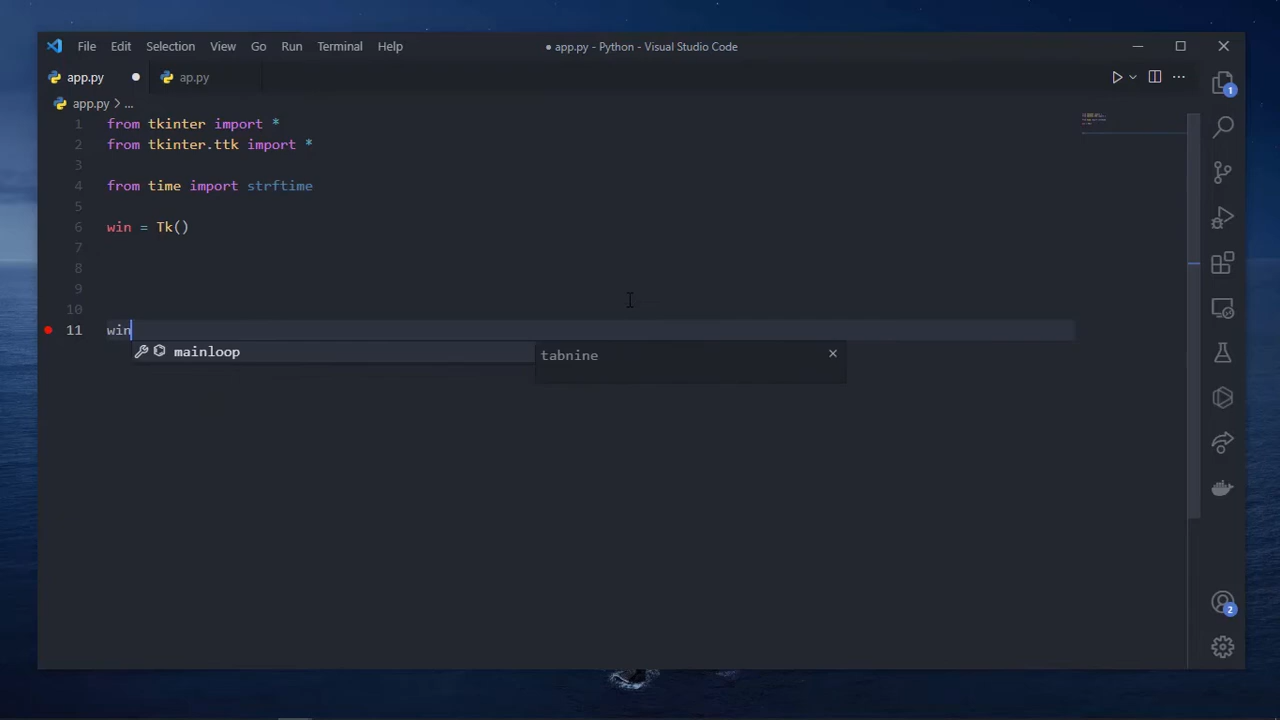 File Edit Selection View Go Run Terminal Help
● app.py - Python - Visual Studio Code
app.py ap.py
app.py > ...
1 from tkinter import *
2 from tkinter.ttk import *
3
4 from time import strftime
5
6 win = Tk()
7
8
9
10
11 win
mainloop
tabnine
1
2